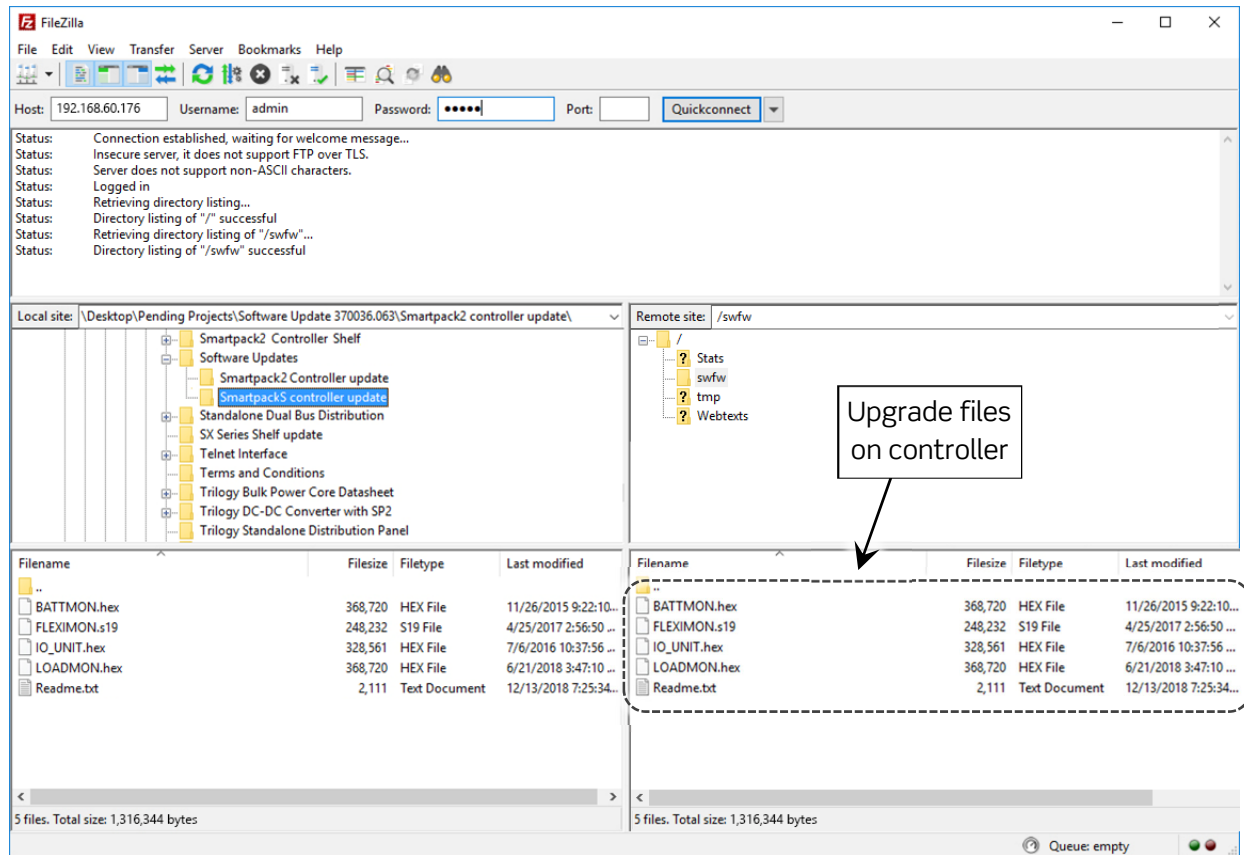 FileZilla
File Edit View Transfer Server Bookmarks Help
Host: 192.168.60.176 Username: admin Password: ●●●●● Port: Quickconnect
Status: Connection established, waiting for welcome message...
Status: Insecure server, it does not support FTP over TLS.
Status: Server does not support non-ASCII characters.
Status: Logged in
Status: Retrieving directory listing...
Status: Directory listing of "/" successful
Status: Retrieving directory listing of "/swfw"...
Status: Directory listing of "/swfw" successful
Local site: \Desktop\Pending Projects\Software Update 370036.063\Smartpack2 controller update\
Smartpack2 Controller Shelf
Software Updates
Smartpack2 Controller update
SmartpackS controller update
Standalone Dual Bus Distribution
SX Series Shelf update
Telnet Interface
Terms and Conditions
Trilogy Bulk Power Core Datasheet
Trilogy DC-DC Converter with SP2
Trilogy Standalone Distribution Panel
Remote site: /swfw
/
? Stats
swfw
? tmp
? Webtexts
Upgrade files
on controller
Filename Filesize Filetype Last modified
..
BATTMON.hex 368,720 HEX File 11/26/2015 9:22:10...
FLEXIMON.s19 248,232 S19 File 4/25/2017 2:56:50 ...
IO_UNIT.hex 328,561 HEX File 7/6/2016 10:37:56 ...
LOADMON.hex 368,720 HEX File 6/21/2018 3:47:10 ...
Readme.txt 2,111 Text Document 12/13/2018 7:25:34...
5 files. Total size: 1,316,344 bytes
Filename Filesize Filetype Last modified
..
BATTMON.hex 368,720 HEX File 11/26/2015 9:22:10...
FLEXIMON.s19 248,232 S19 File 4/25/2017 2:56:50 ...
IO_UNIT.hex 328,561 HEX File 7/6/2016 10:37:56 ...
LOADMON.hex 368,720 HEX File 6/21/2018 3:47:10 ...
Readme.txt 2,111 Text Document 12/13/2018 7:25:34...
5 files. Total size: 1,316,344 bytes
Queue: empty